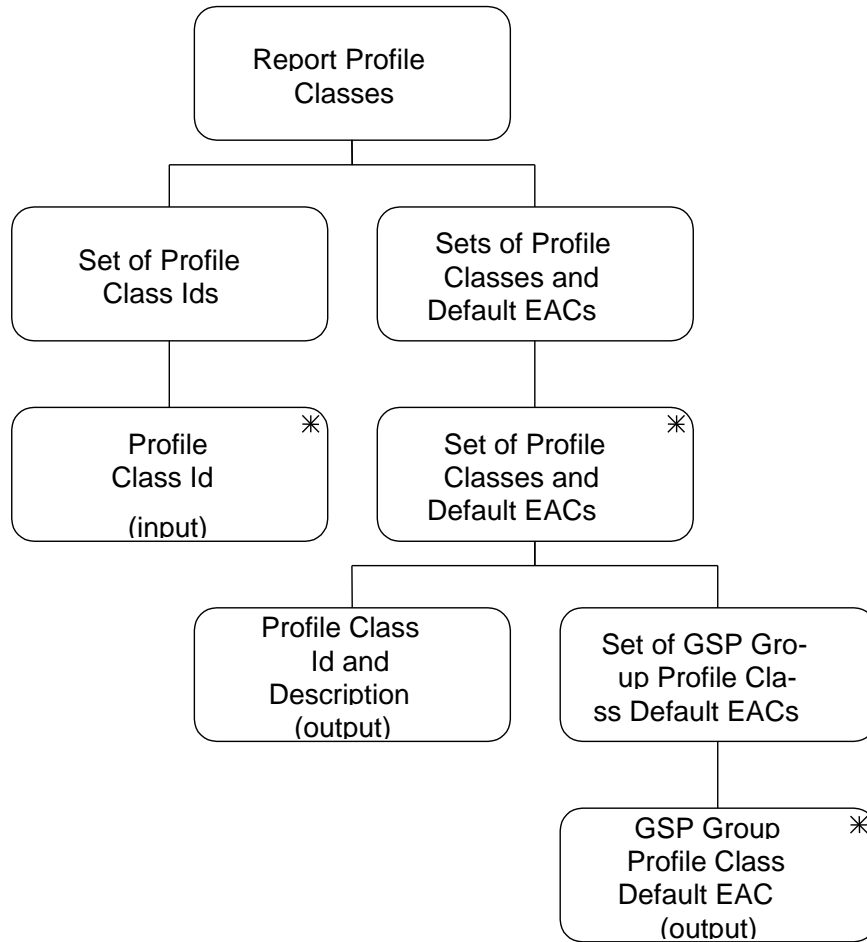 Report Profile
Classes
Set of Profile
Class Ids
Sets of Profile
Classes and
Default EACs
Profile
Class Id
(input)
Set of Profile
Classes and
Default EACs
Profile Class
Id and
Description
(output)
Set of GSP Gro-
up Profile Cla-
ss Default EACs
GSP Group
Profile Class
Default EAC
(output)